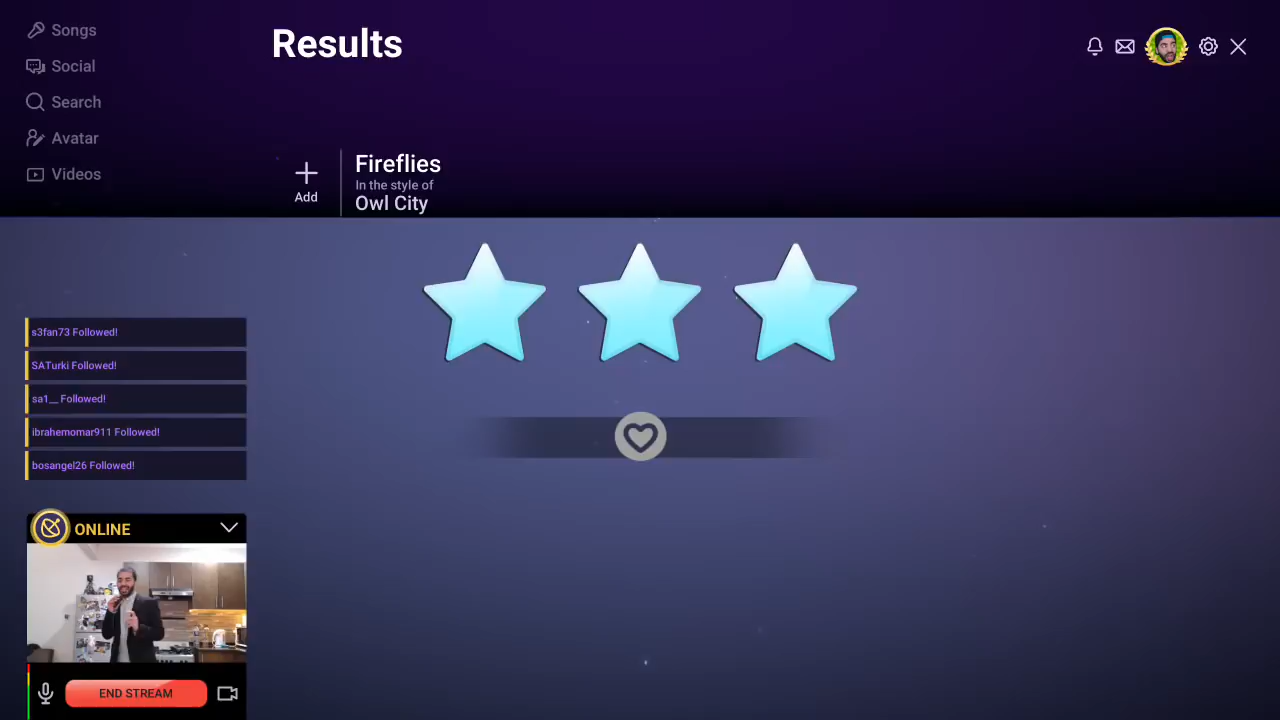 Songs
Social
Search
Avatar
Videos
Results
Add
Fireflies
In the style of
Owl City
s3fan73 Followed!
SATurki Followed!
sa1__ Followed!
ibrahemomar911 Followed!
bosangel26 Followed!
ONLINE
END STREAM